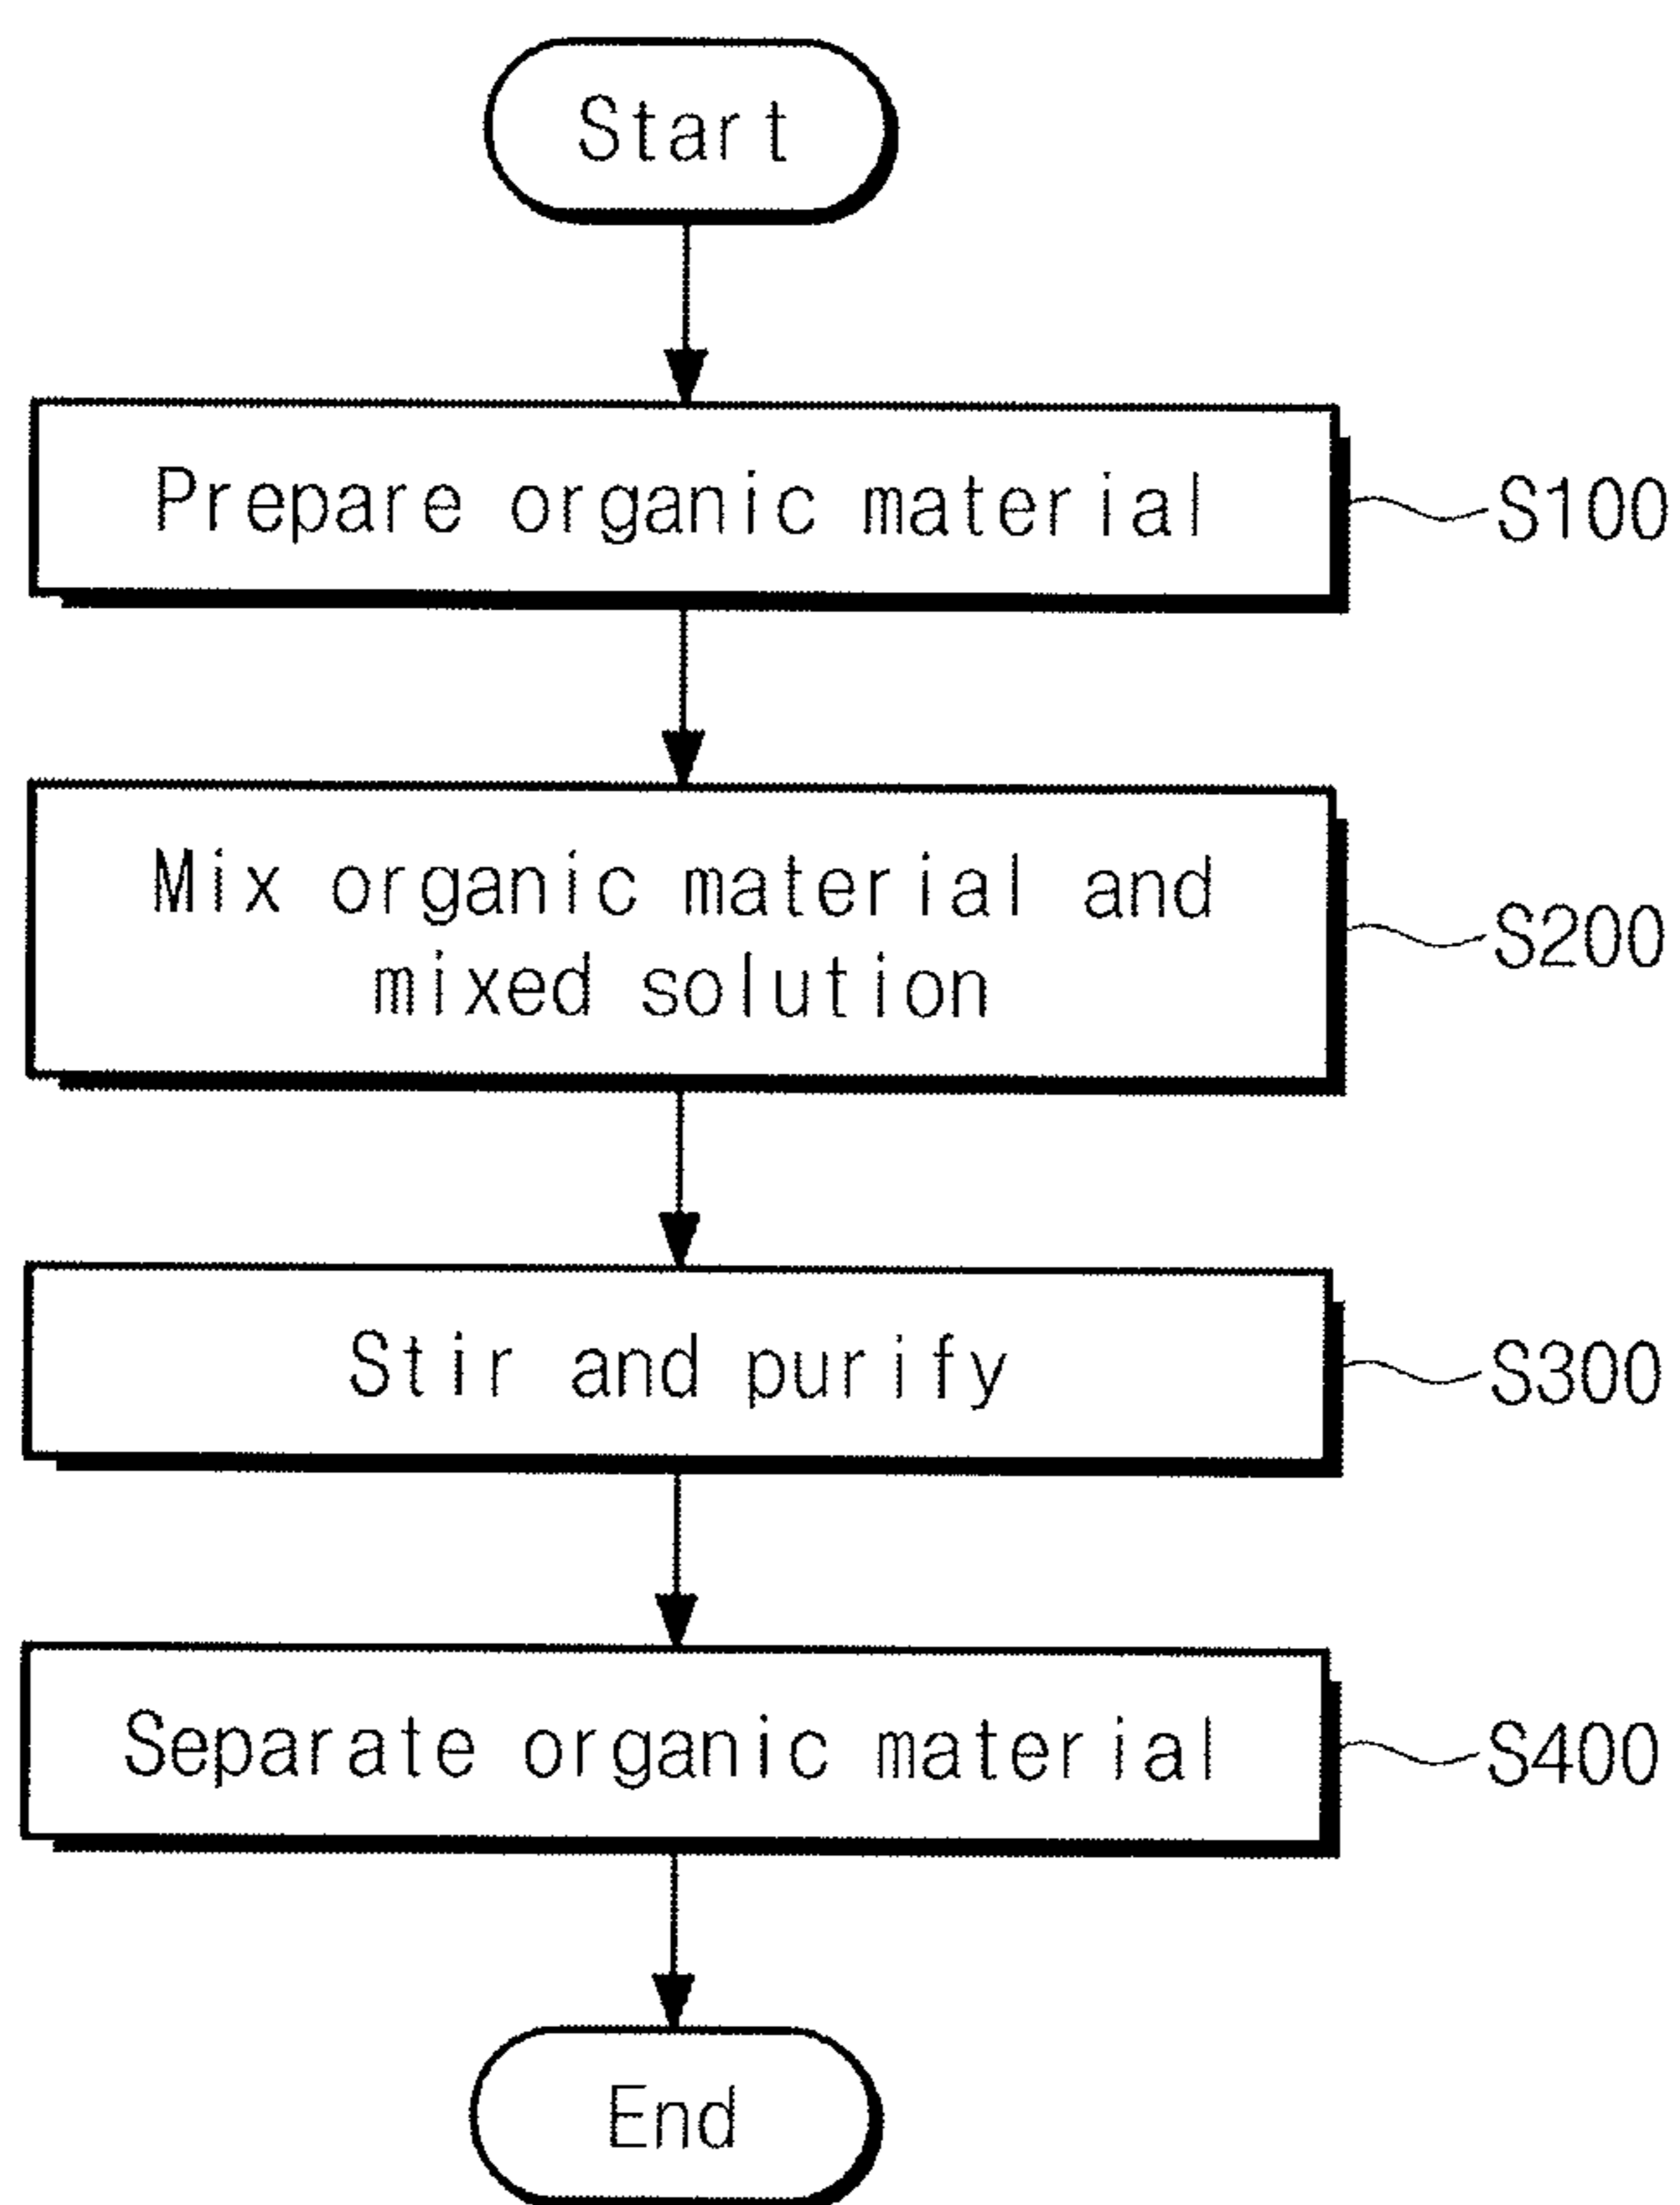 Start
Prepare organic material
S100
Mix organic material and
mixed solution
S200
Stir and purify
S300
Separate organic material
S400
End